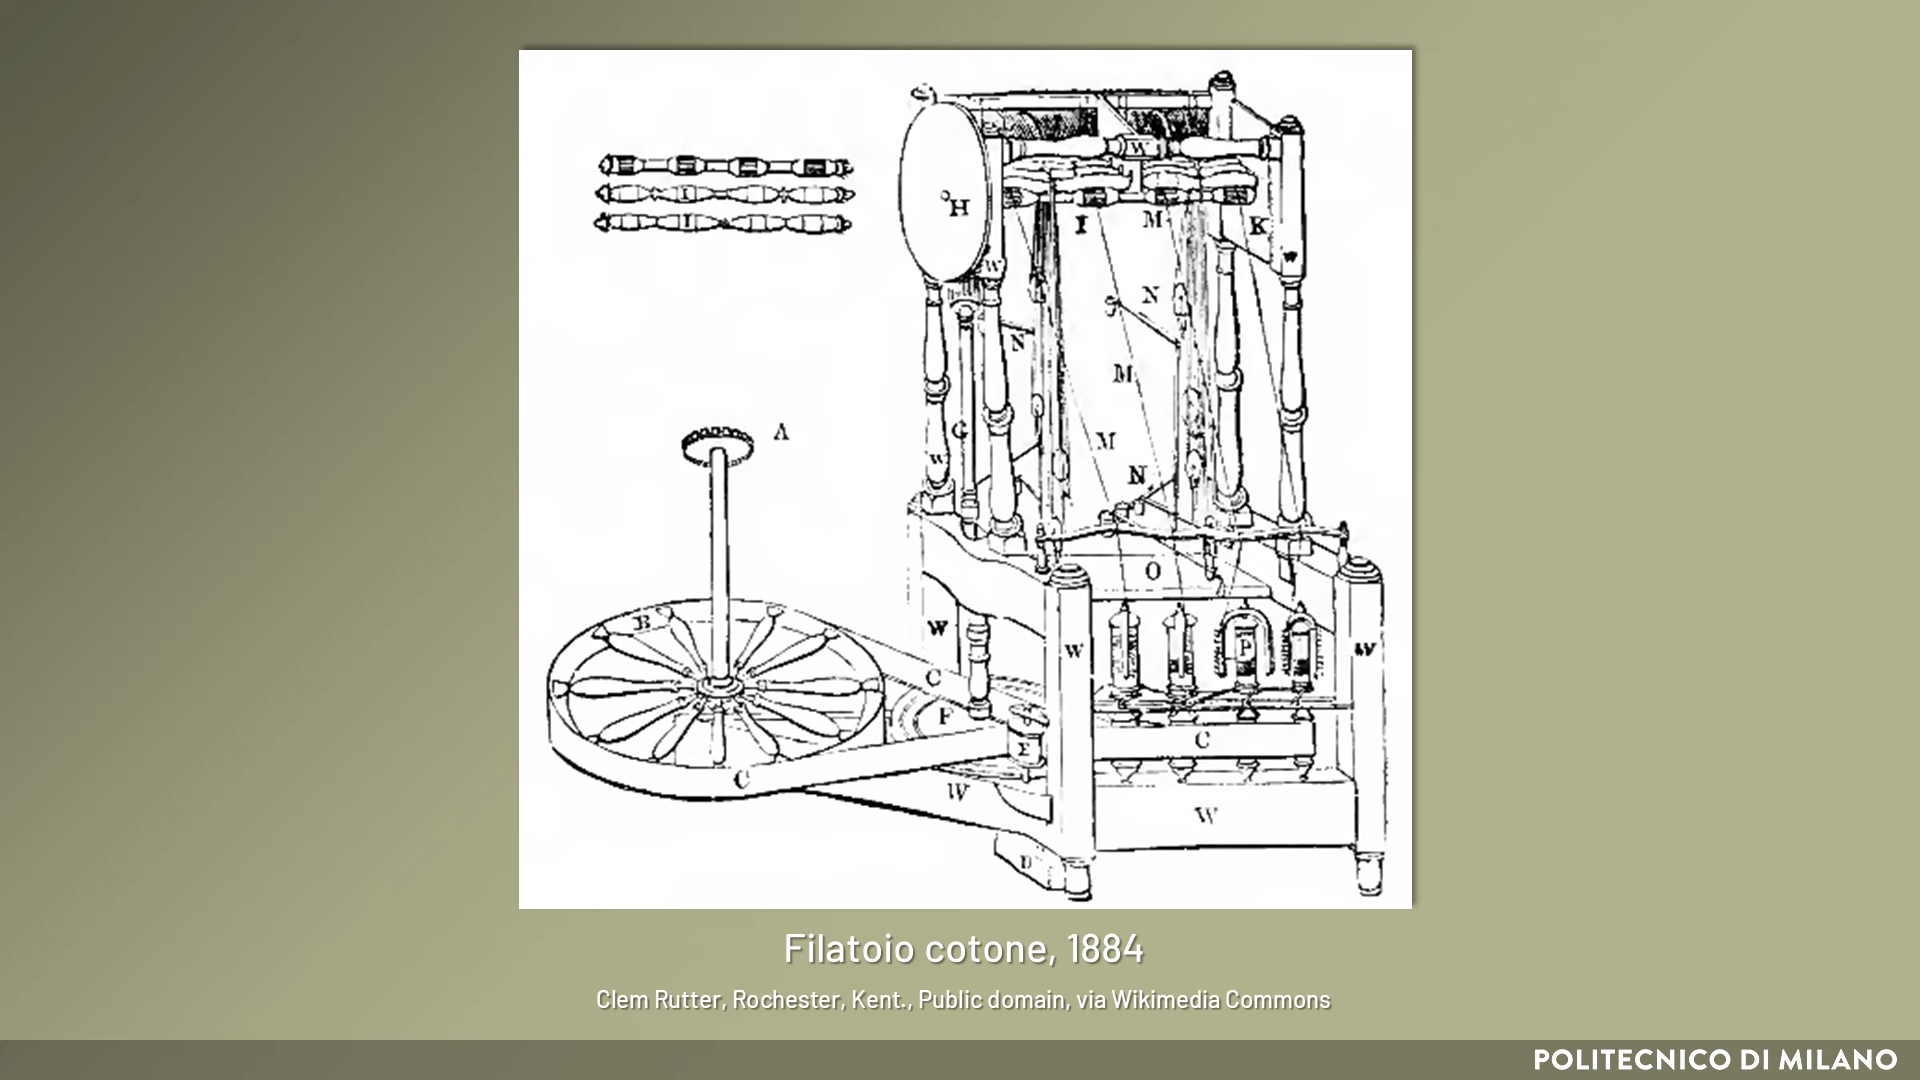 H
W
I
I
I
M
K
W
W
N
N
M
A
G
M
W
N
O
B
W
W
P
W
C
F
E
C
C
W
W
D
Filatoio cotone, 1884
Clem Rutter, Rochester, Kent., Public domain, via Wikimedia Commons
POLITECNICO DI MILANO